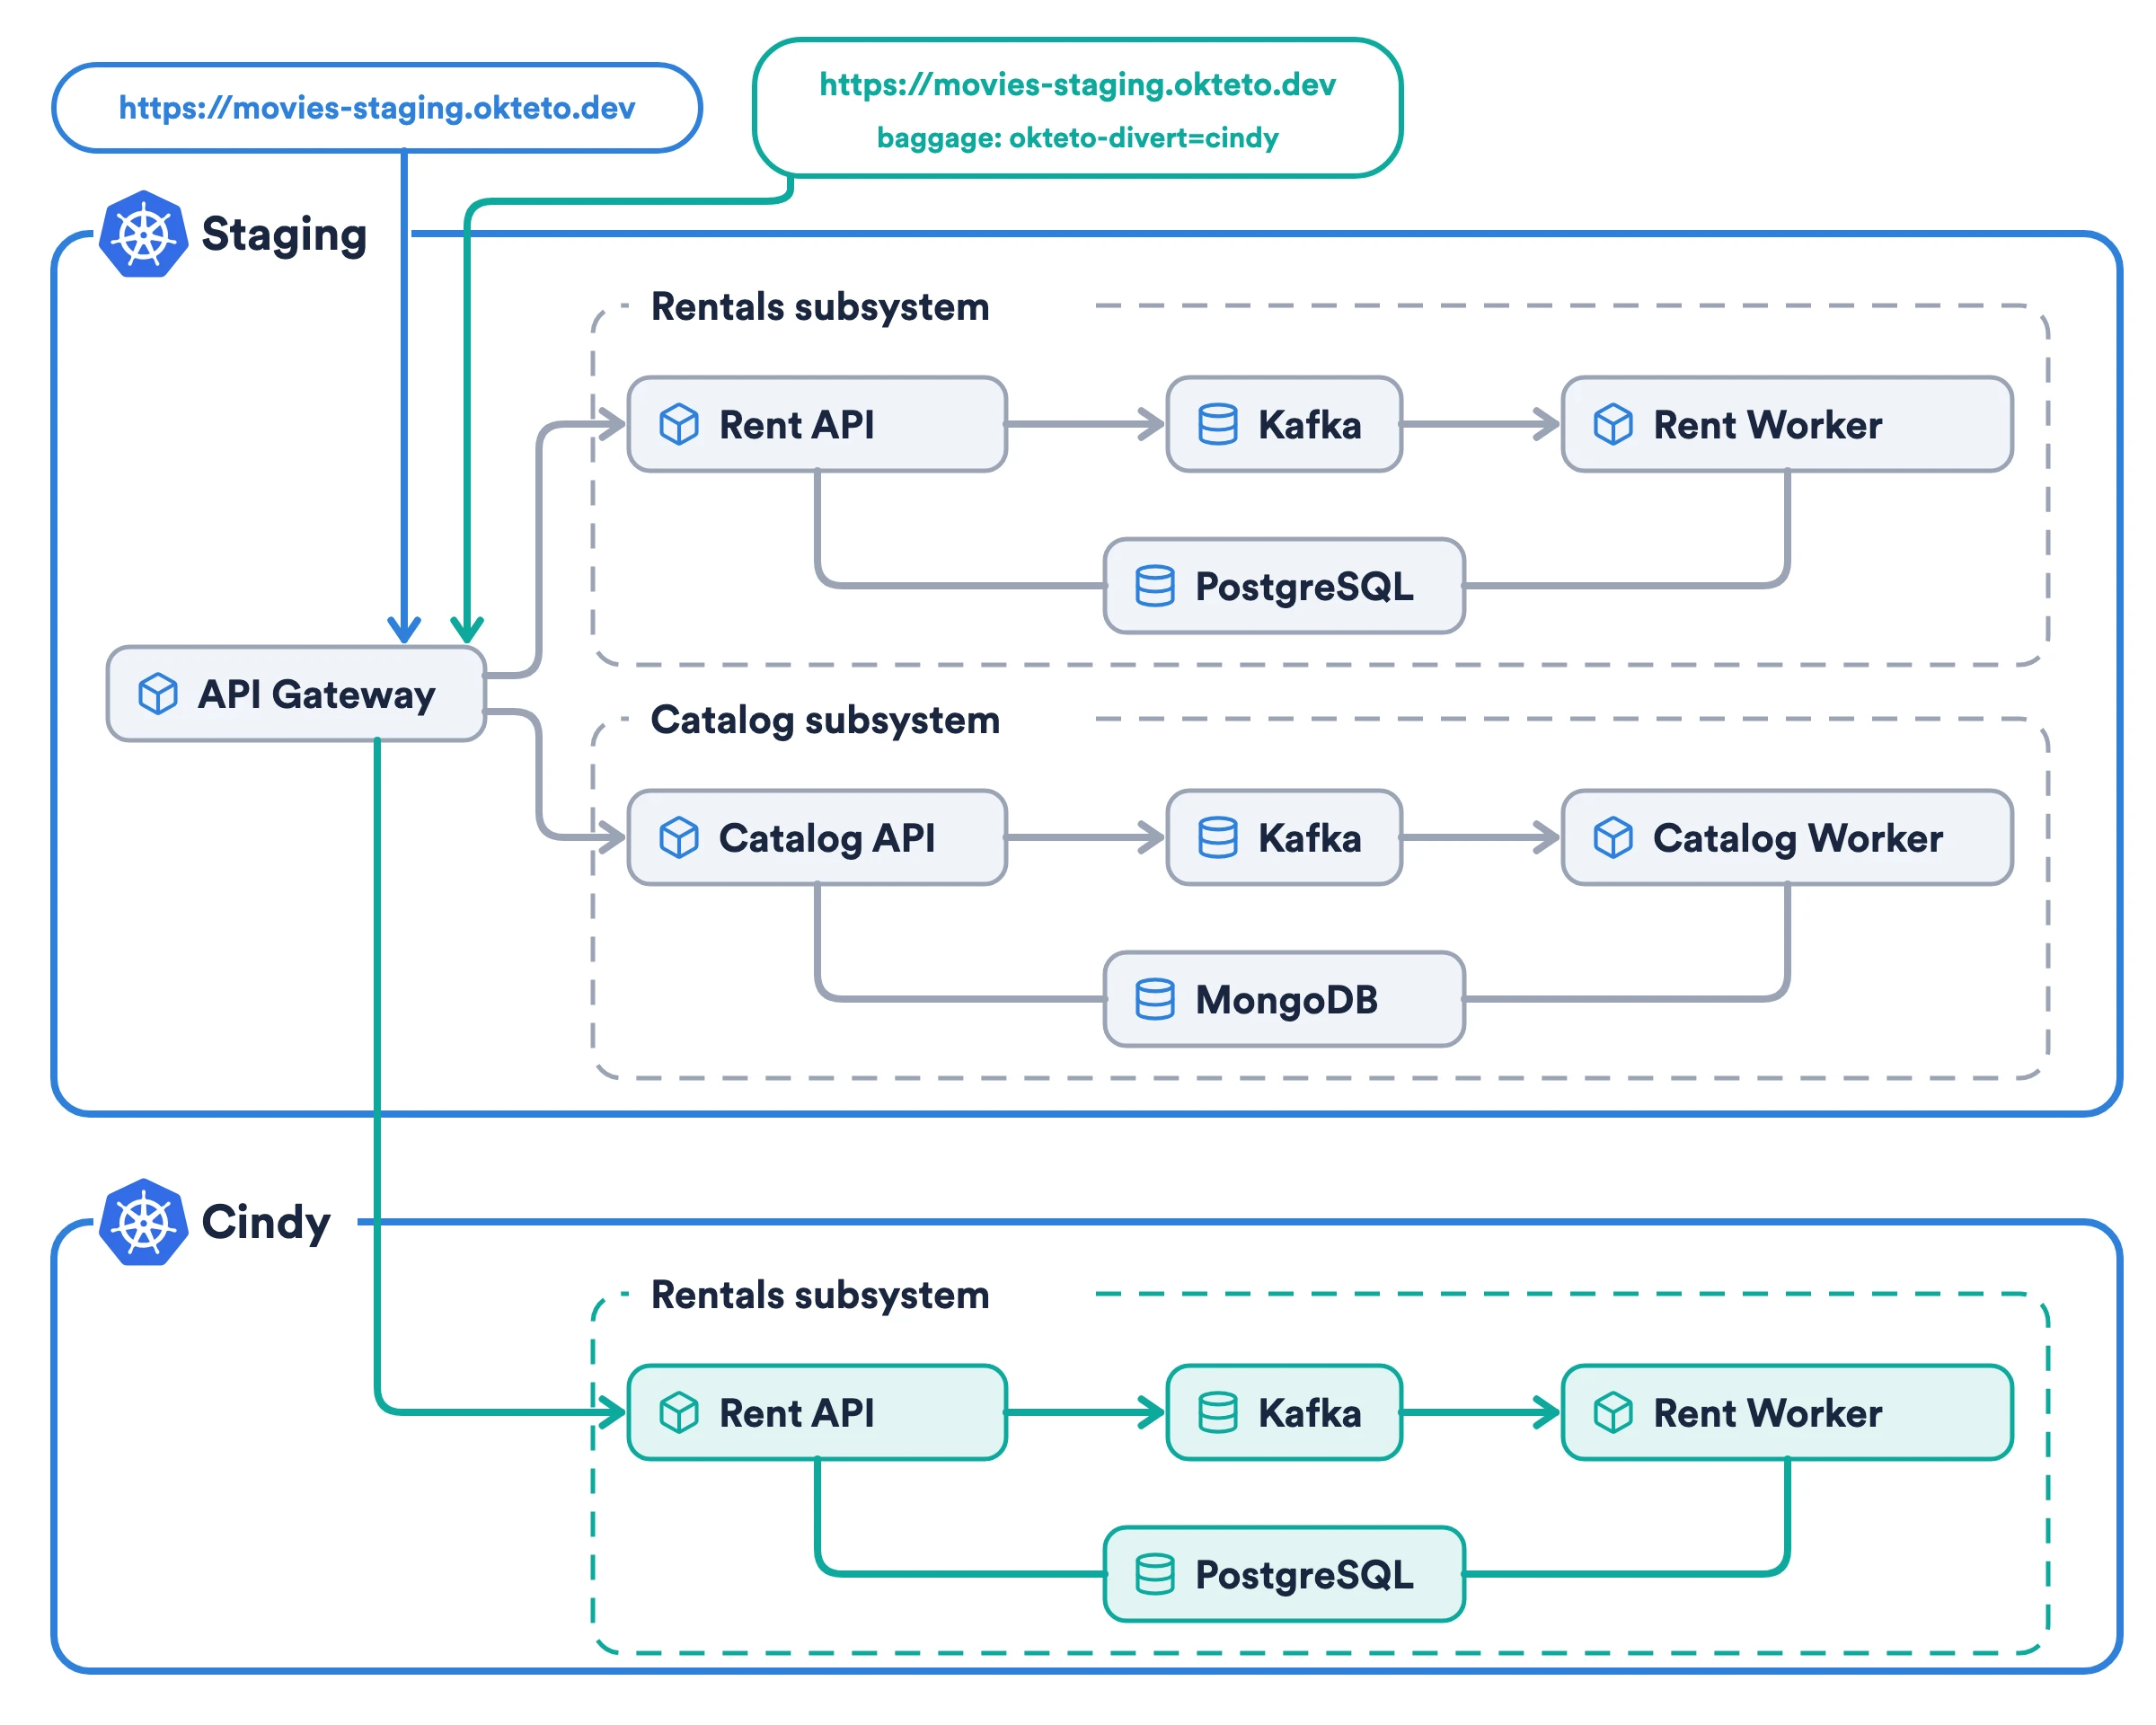 https://movies-staging.okteto.dev
https://movies-staging.okteto.dev
baggage: okteto-divert=cindy
Staging
Rentals subsystem
Rent API
Kafka
Rent Worker
PostgreSQL
API Gateway
Catalog subsystem
Catalog API
Kafka
Catalog Worker
MongoDB
Cindy
Rentals subsystem
Rent API
Kafka
Rent Worker
PostgreSQL